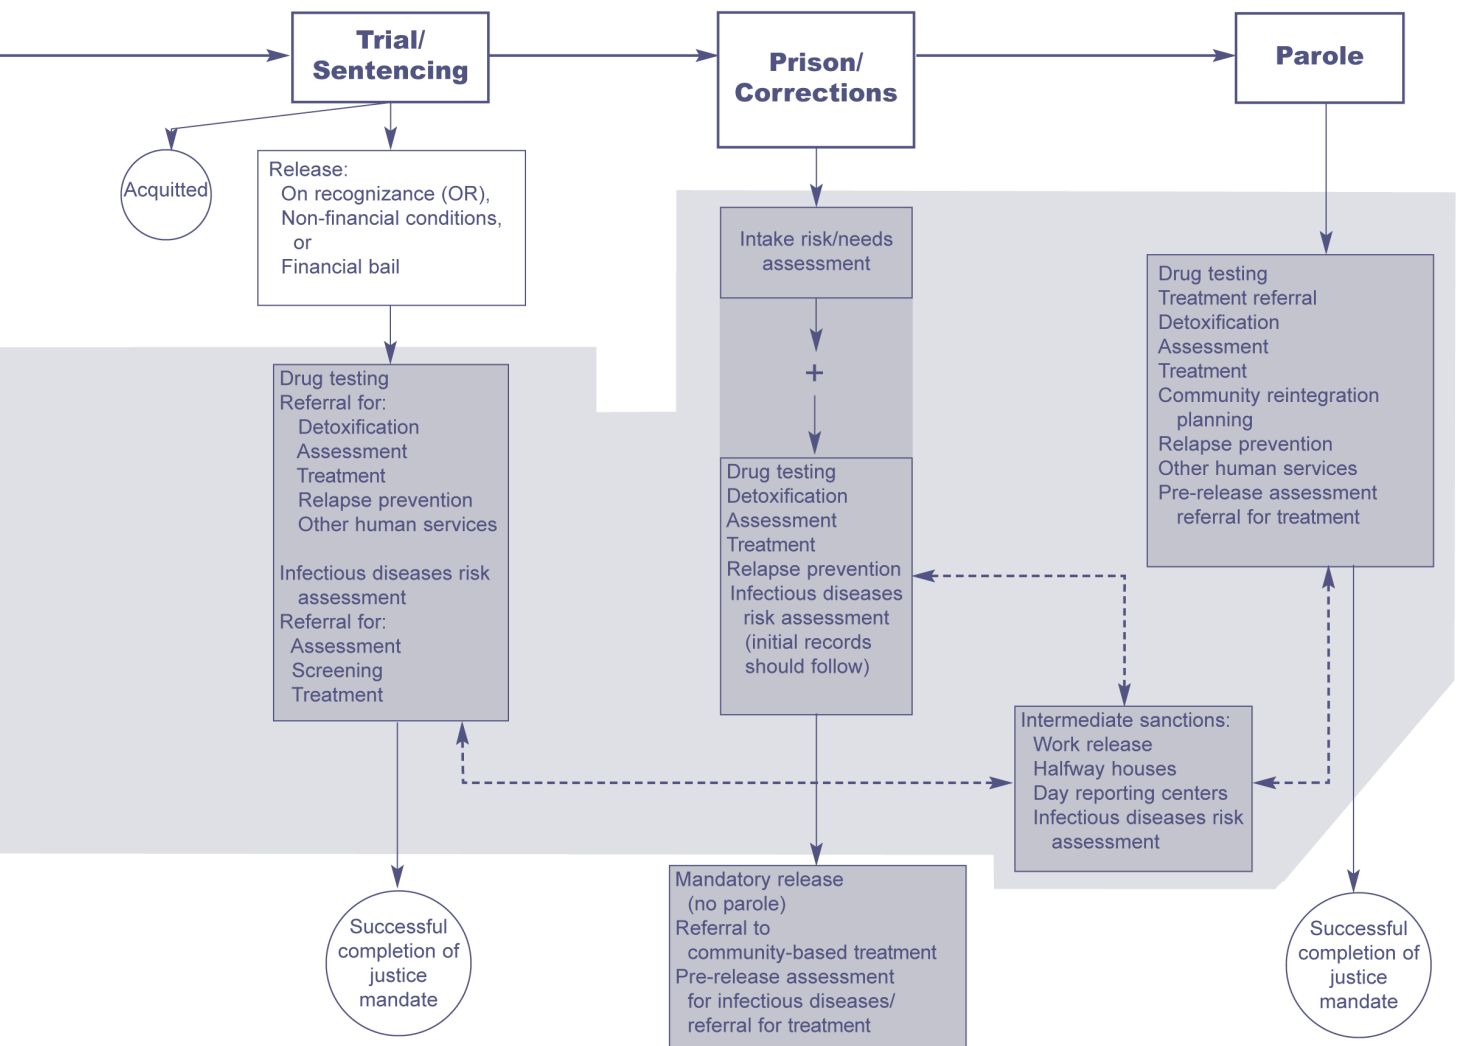 Trial/
Sentencing
Prison/
Corrections
Parole
Acquitted
Release:
On recognizance (OR),
Non-financial conditions,
or
Financial bail
Intake risk/needs
assessment
+
Drug testing
Referral for:
Detoxification
Assessment
Treatment
Relapse prevention
Other human services
Infectious diseases risk
assessment
Referral for:
Assessment
Screening
Treatment
Drug testing
Detoxification
Assessment
Treatment
Relapse prevention
Infectious diseases
risk assessment
(initial records
should follow)
Drug testing
Treatment referral
Detoxification
Assessment
Treatment
Community reintegration
planning
Relapse prevention
Other human services
Pre-release assessment
referral for treatment
Intermediate sanctions:
Work release
Halfway houses
Day reporting centers
Infectious diseases risk
assessment
Successful
completion of
justice
mandate
Mandatory release
(no parole)
Referral to
community-based treatment
Pre-release assessment
for infectious diseases/
referral for treatment
Successful
completion of
justice
mandate